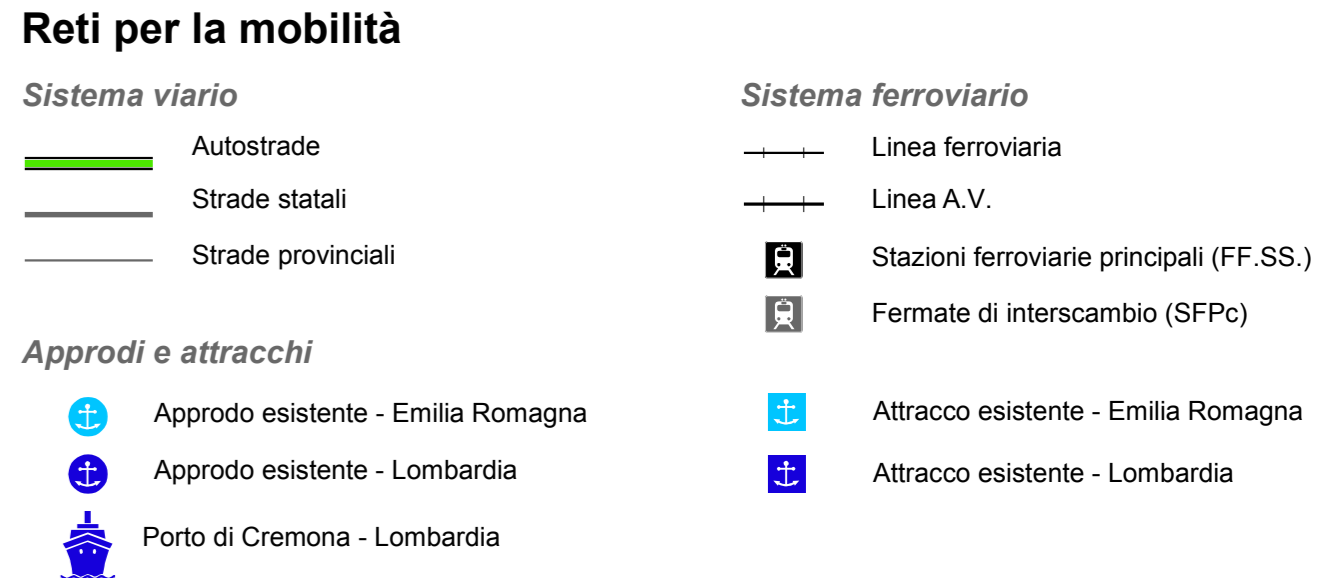 Reti per la mobilità
Sistema viario
Autostrade
Strade statali
Strade provinciali
Sistema ferroviario
Linea ferroviaria
Linea A.V.
Stazioni ferroviarie principali (FF.SS.)
Fermate di interscambio (SFPc)
Approdi e attracchi
Approdo esistente - Emilia Romagna
Approdo esistente - Lombardia
Porto di Cremona - Lombardia
Attracco esistente - Emilia Romagna
Attracco esistente - Lombardia